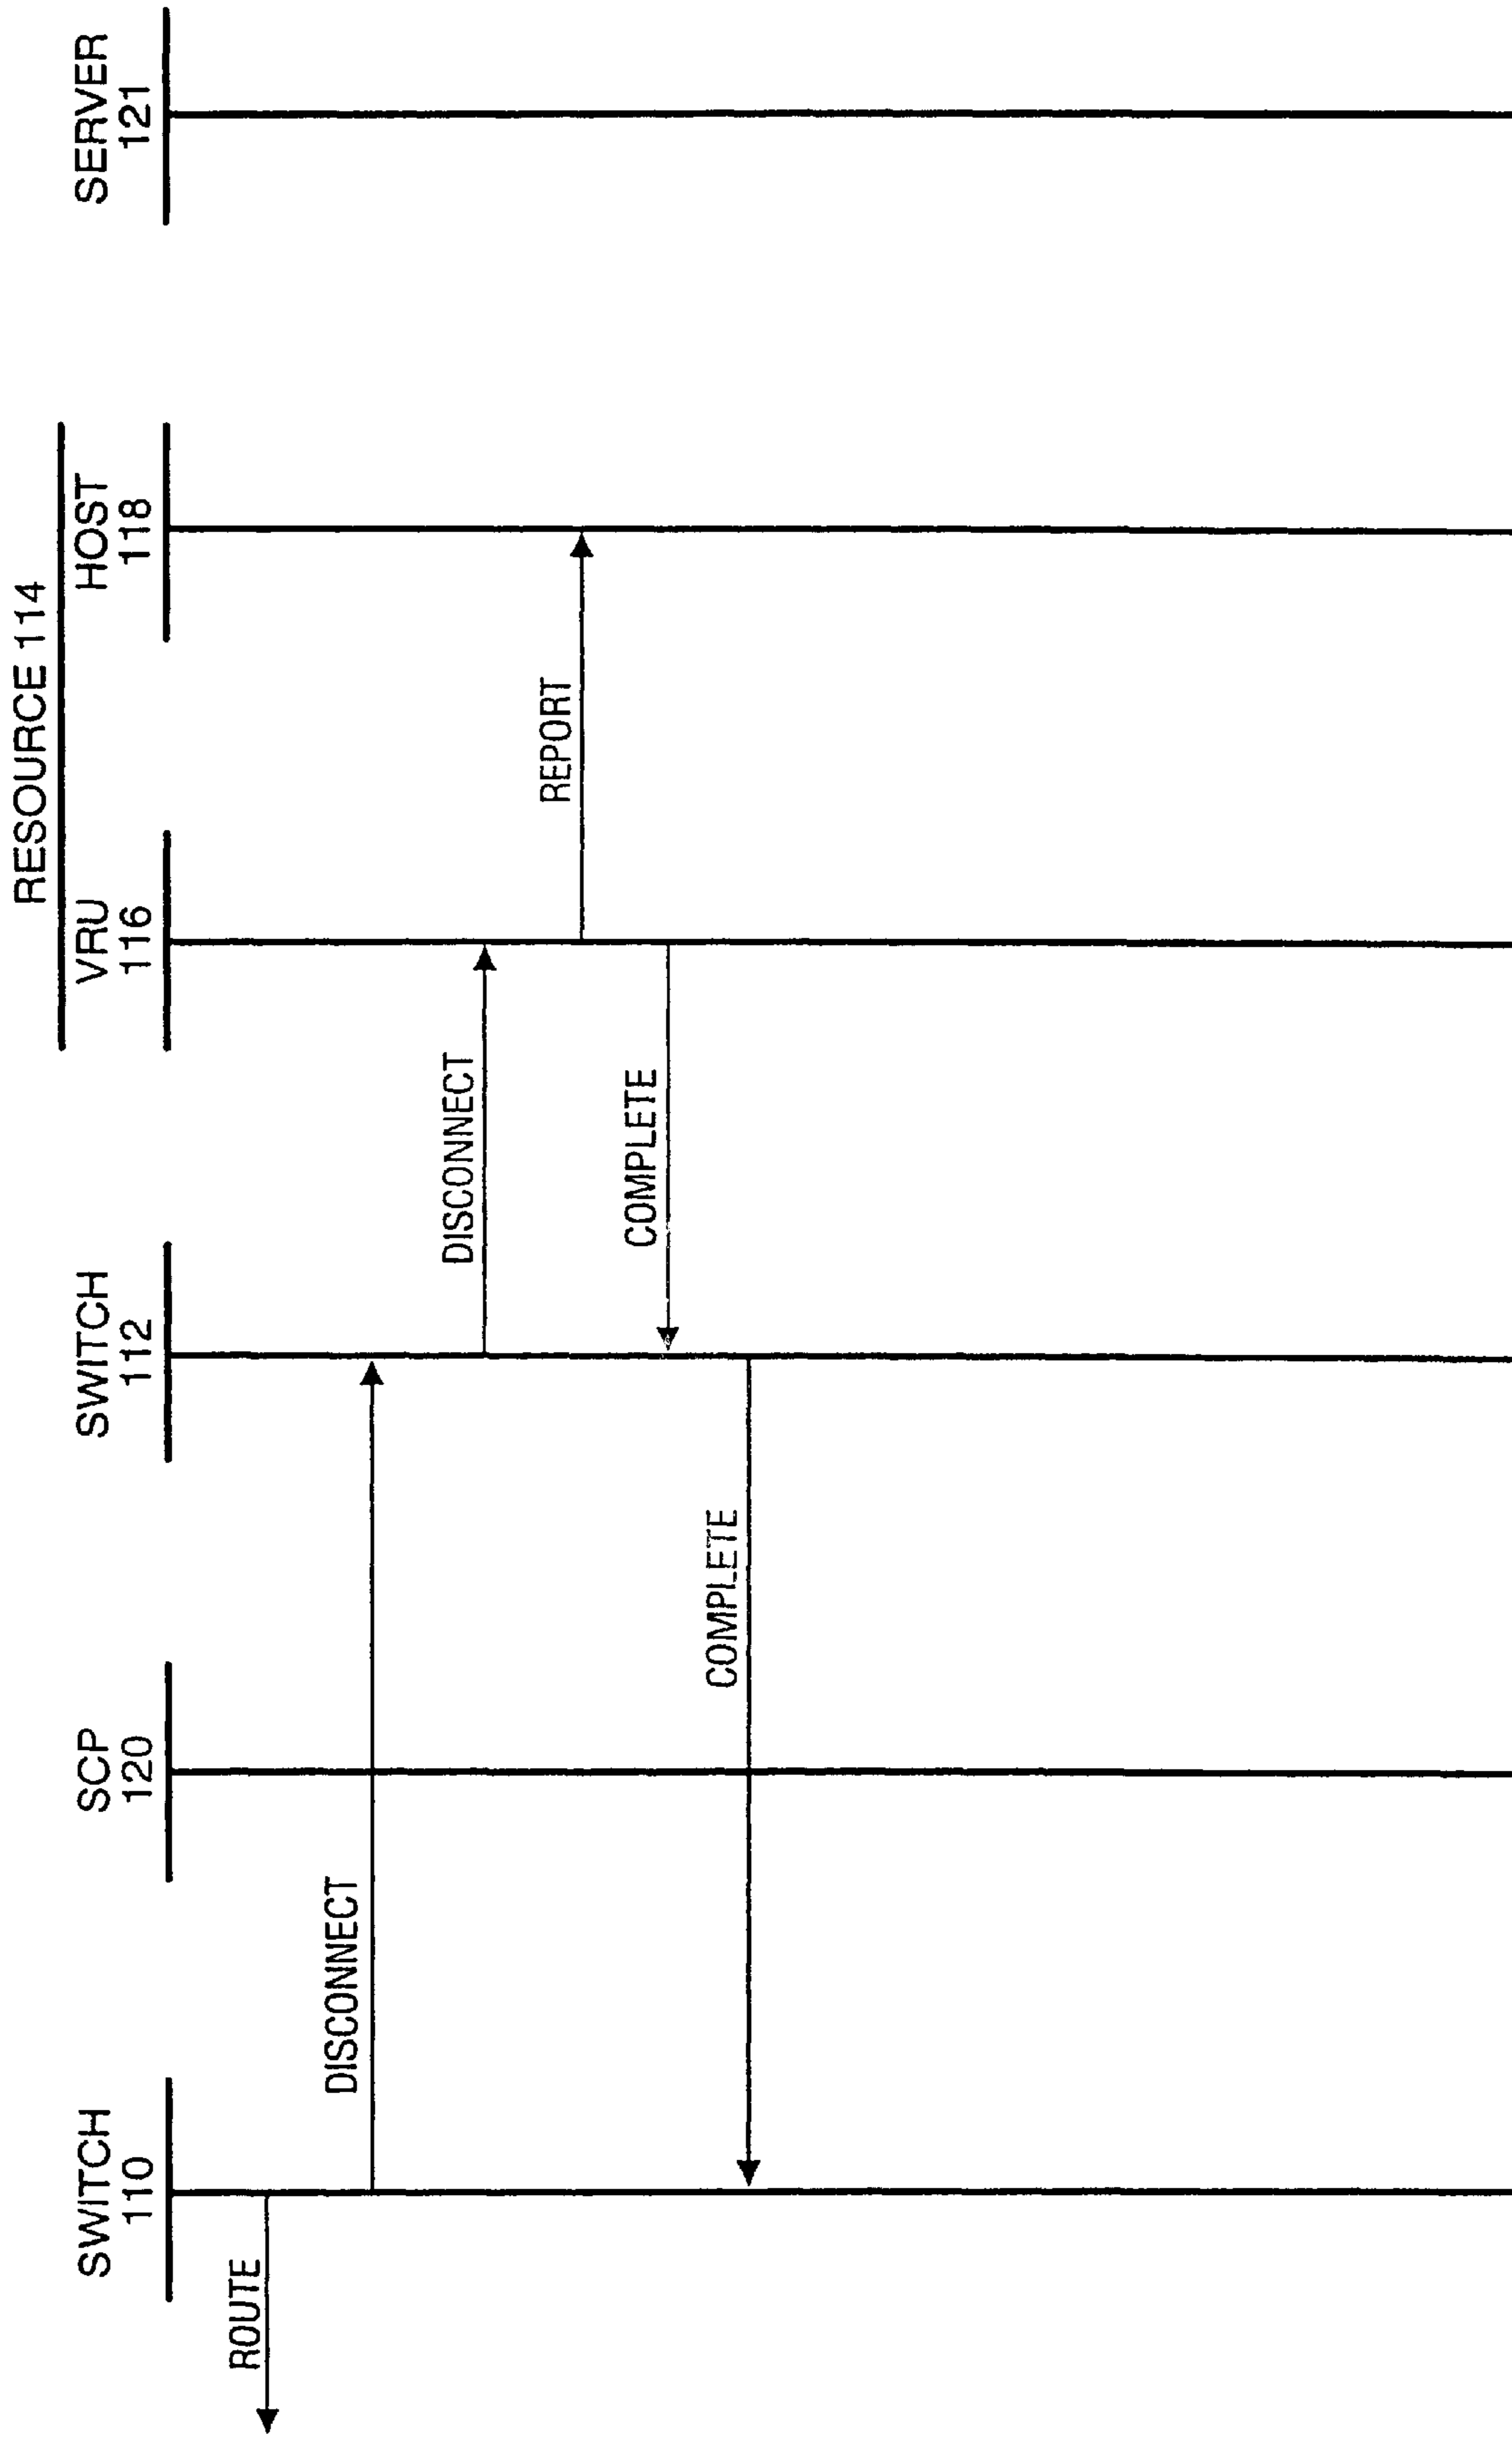 RESOURCE 114
SWITCH
110
SCP
120
SWITCH
112
VRU
116
HOST
118
SERVER
121
ROUTE
DISCONNECT
DISCONNECT
REPORT
COMPLETE
COMPLETE